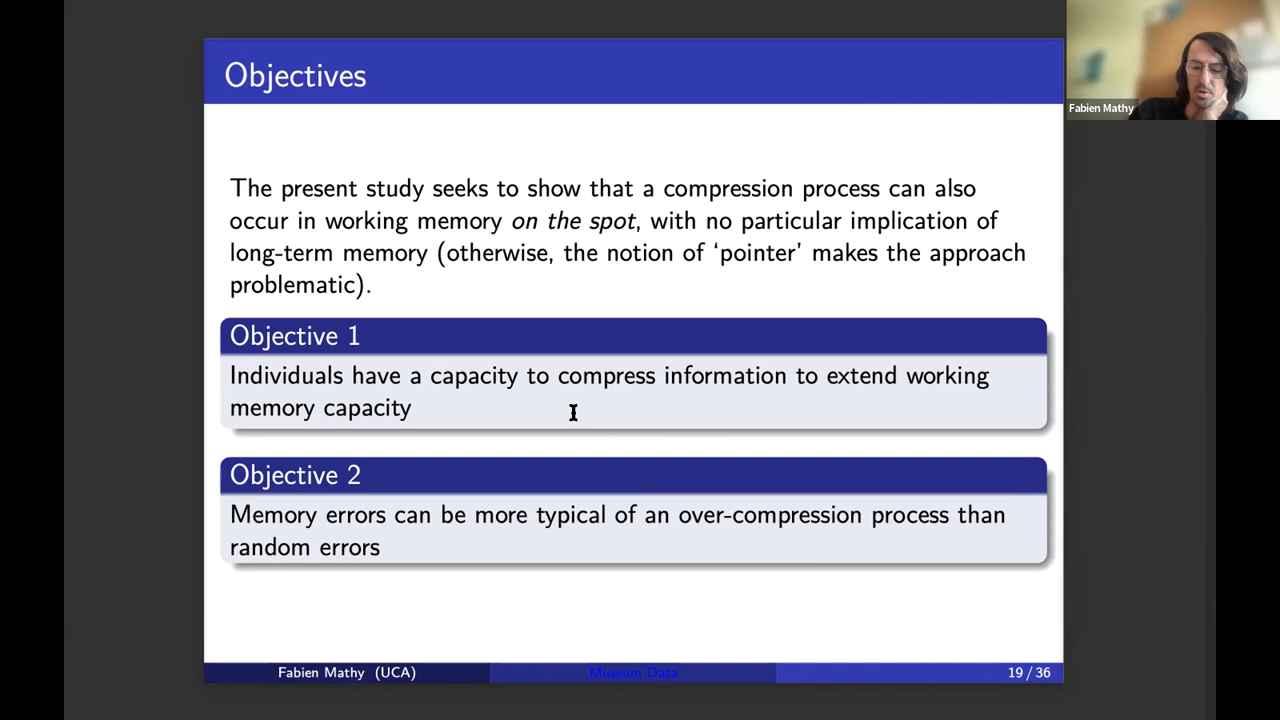 Objectives
Fabien Mathy
The present study seeks to show that a compression process can also
occur in working memory on the spot, with no particular implication of
long-term memory (otherwise, the notion of ‘pointer’ makes the approach
problematic).
Objective 1
Individuals have a capacity to compress information to extend working
memory capacity
Objective 2
Memory errors can be more typical of an over-compression process than
random errors
Fabien Mathy (UCA)
Museum Data
19 / 36